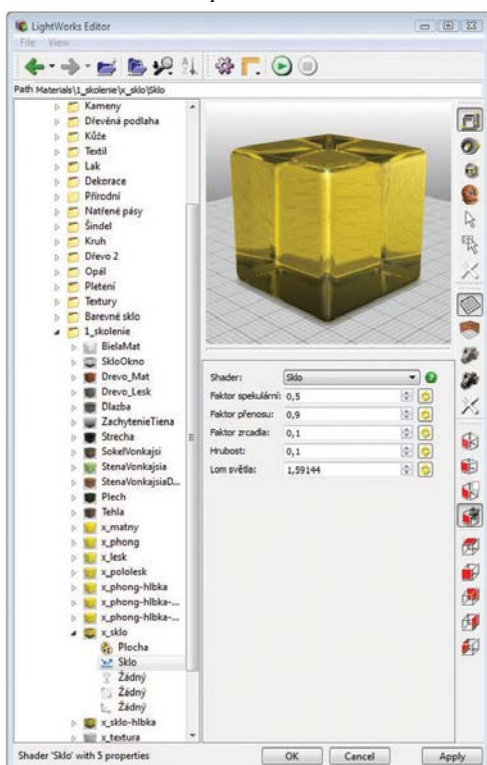 LightWorks Editor
File View
Path Materials\1_skolenie\x_sklo\Sklo
Kameny
Dřevěná podlaha
Kůže
Textil
Lak
Dekorace
Přírodní
Natřené pásy
Šindel
Kruh
Dřevo 2
Opál
Pletení
Textury
Barevné sklo
1_skolenie
BielaMat
SkloOkno
Drevo_Mat
Drevo_Lesk
Dlazba
ZachytenieTiena
Strecha
SokelVonkajsi
StenaVonkajsia
StenaVonkajsiaD...
Plech
Tehla
x_matny
x_phong
x_lesk
x_pololesk
x_phong-hlbka
x_phong-hlbka-...
x_phong-hlbka-...
x_sklo
Plocha
Sklo
Žádný
Žádný
Žádný
x_sklo-hlbka
x_textura
Shader: Sklo
Faktor spekulární: 0,5
Faktor přenosu: 0,9
Faktor zrcadla: 0,1
Hrubost: 0,1
Lom světla: 1,59144
Shader 'Sklo' with 5 properties
OK Cancel Apply